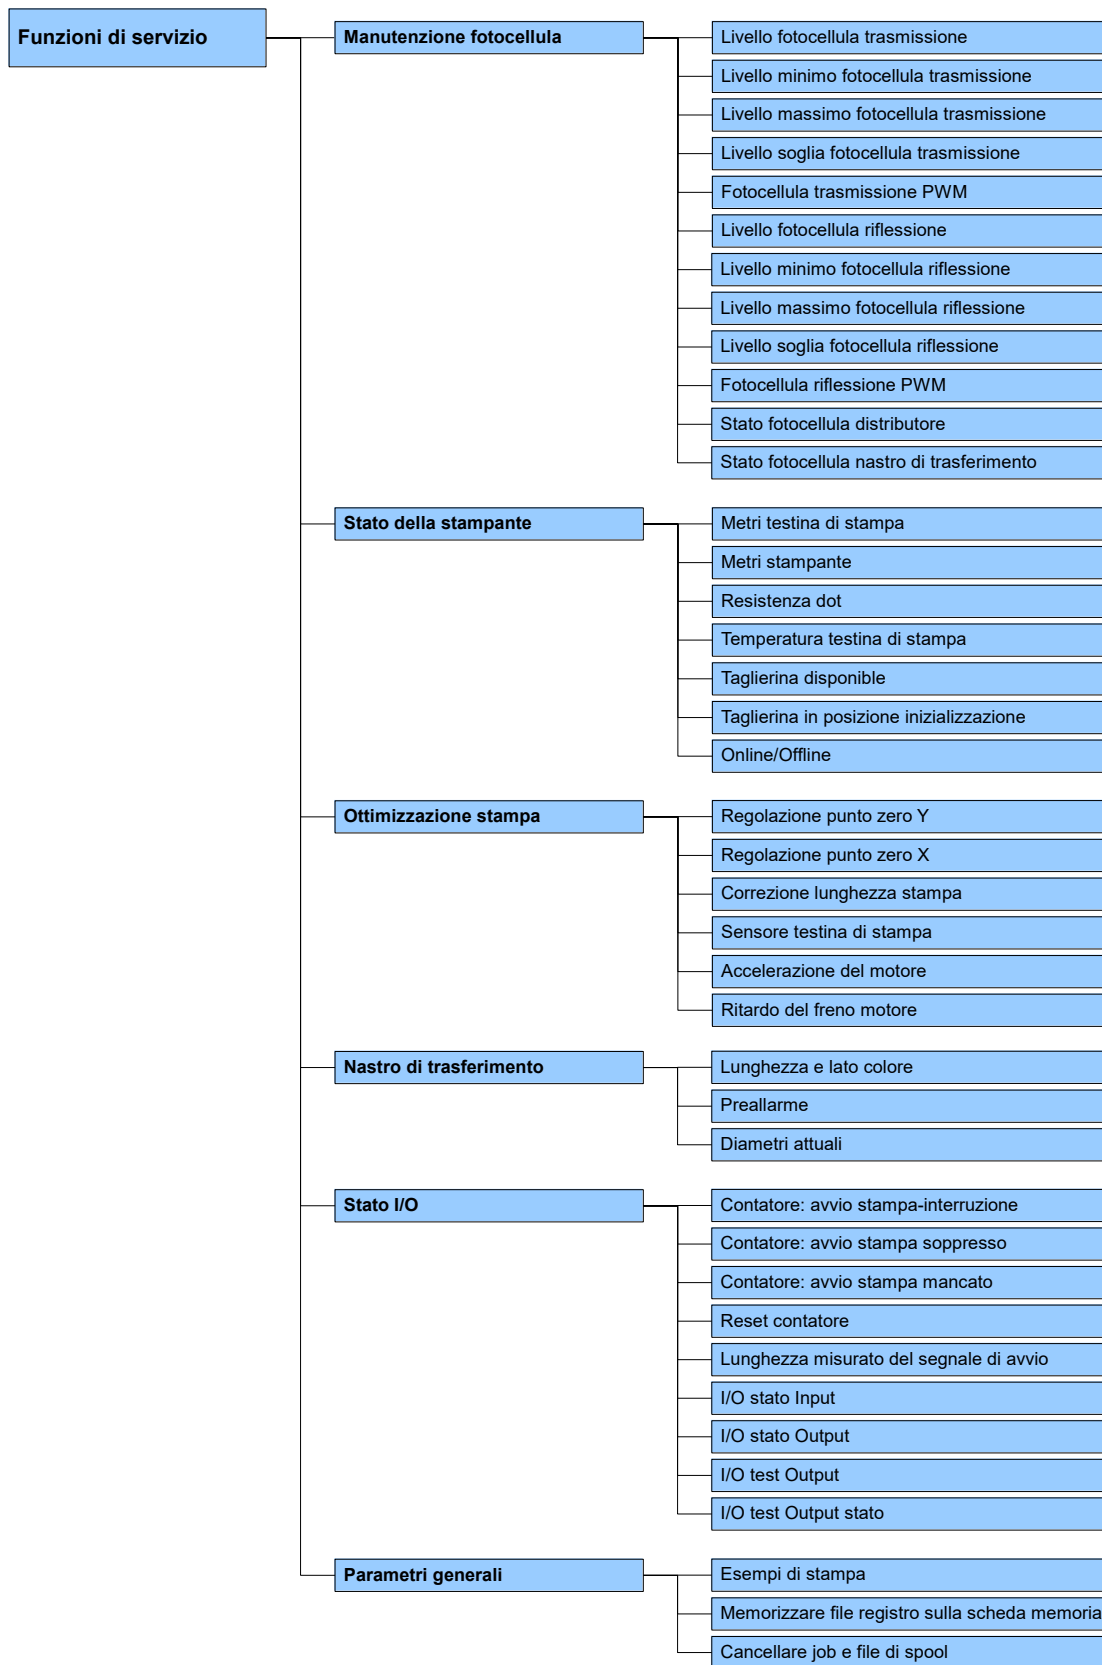 Funzioni di servizio
Manutenzione fotocellula
Livello fotocellula trasmissione
Livello minimo fotocellula trasmissione
Livello massimo fotocellula trasmissione
Livello soglia fotocellula trasmissione
Fotocellula trasmissione PWM
Livello fotocellula riflessione
Livello minimo fotocellula riflessione
Livello massimo fotocellula riflessione
Livello soglia fotocellula riflessione
Fotocellula riflessione PWM
Stato fotocellula distributore
Stato fotocellula nastro di trasferimento
Stato della stampante
Metri testina di stampa
Metri stampante
Resistenza dot
Temperatura testina di stampa
Taglierina disponible
Taglierina in posizione inizializzazione
Online/Offline
Ottimizzazione stampa
Regolazione punto zero Y
Regolazione punto zero X
Correzione lunghezza stampa
Sensore testina di stampa
Accelerazione del motore
Ritardo del freno motore
Nastro di trasferimento
Lunghezza e lato colore
Preallarme
Diametri attuali
Stato I/O
Contatore: avvio stampa-interruzione
Contatore: avvio stampa soppresso
Contatore: avvio stampa mancato
Reset contatore
Lunghezza misurato del segnale di avvio
I/O stato Input
I/O stato Output
I/O test Output
I/O test Output stato
Parametri generali
Esempi di stampa
Memorizzare file registro sulla scheda memoria
Cancellare job e file di spool